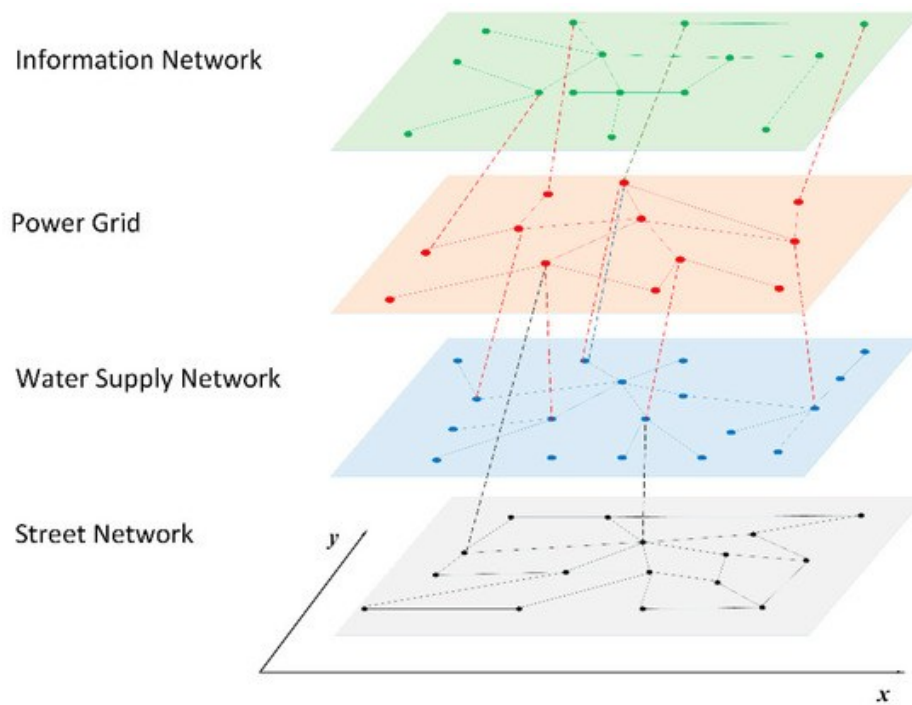 Information Network
Power Grid
Water Supply Network
Street Network
y
x